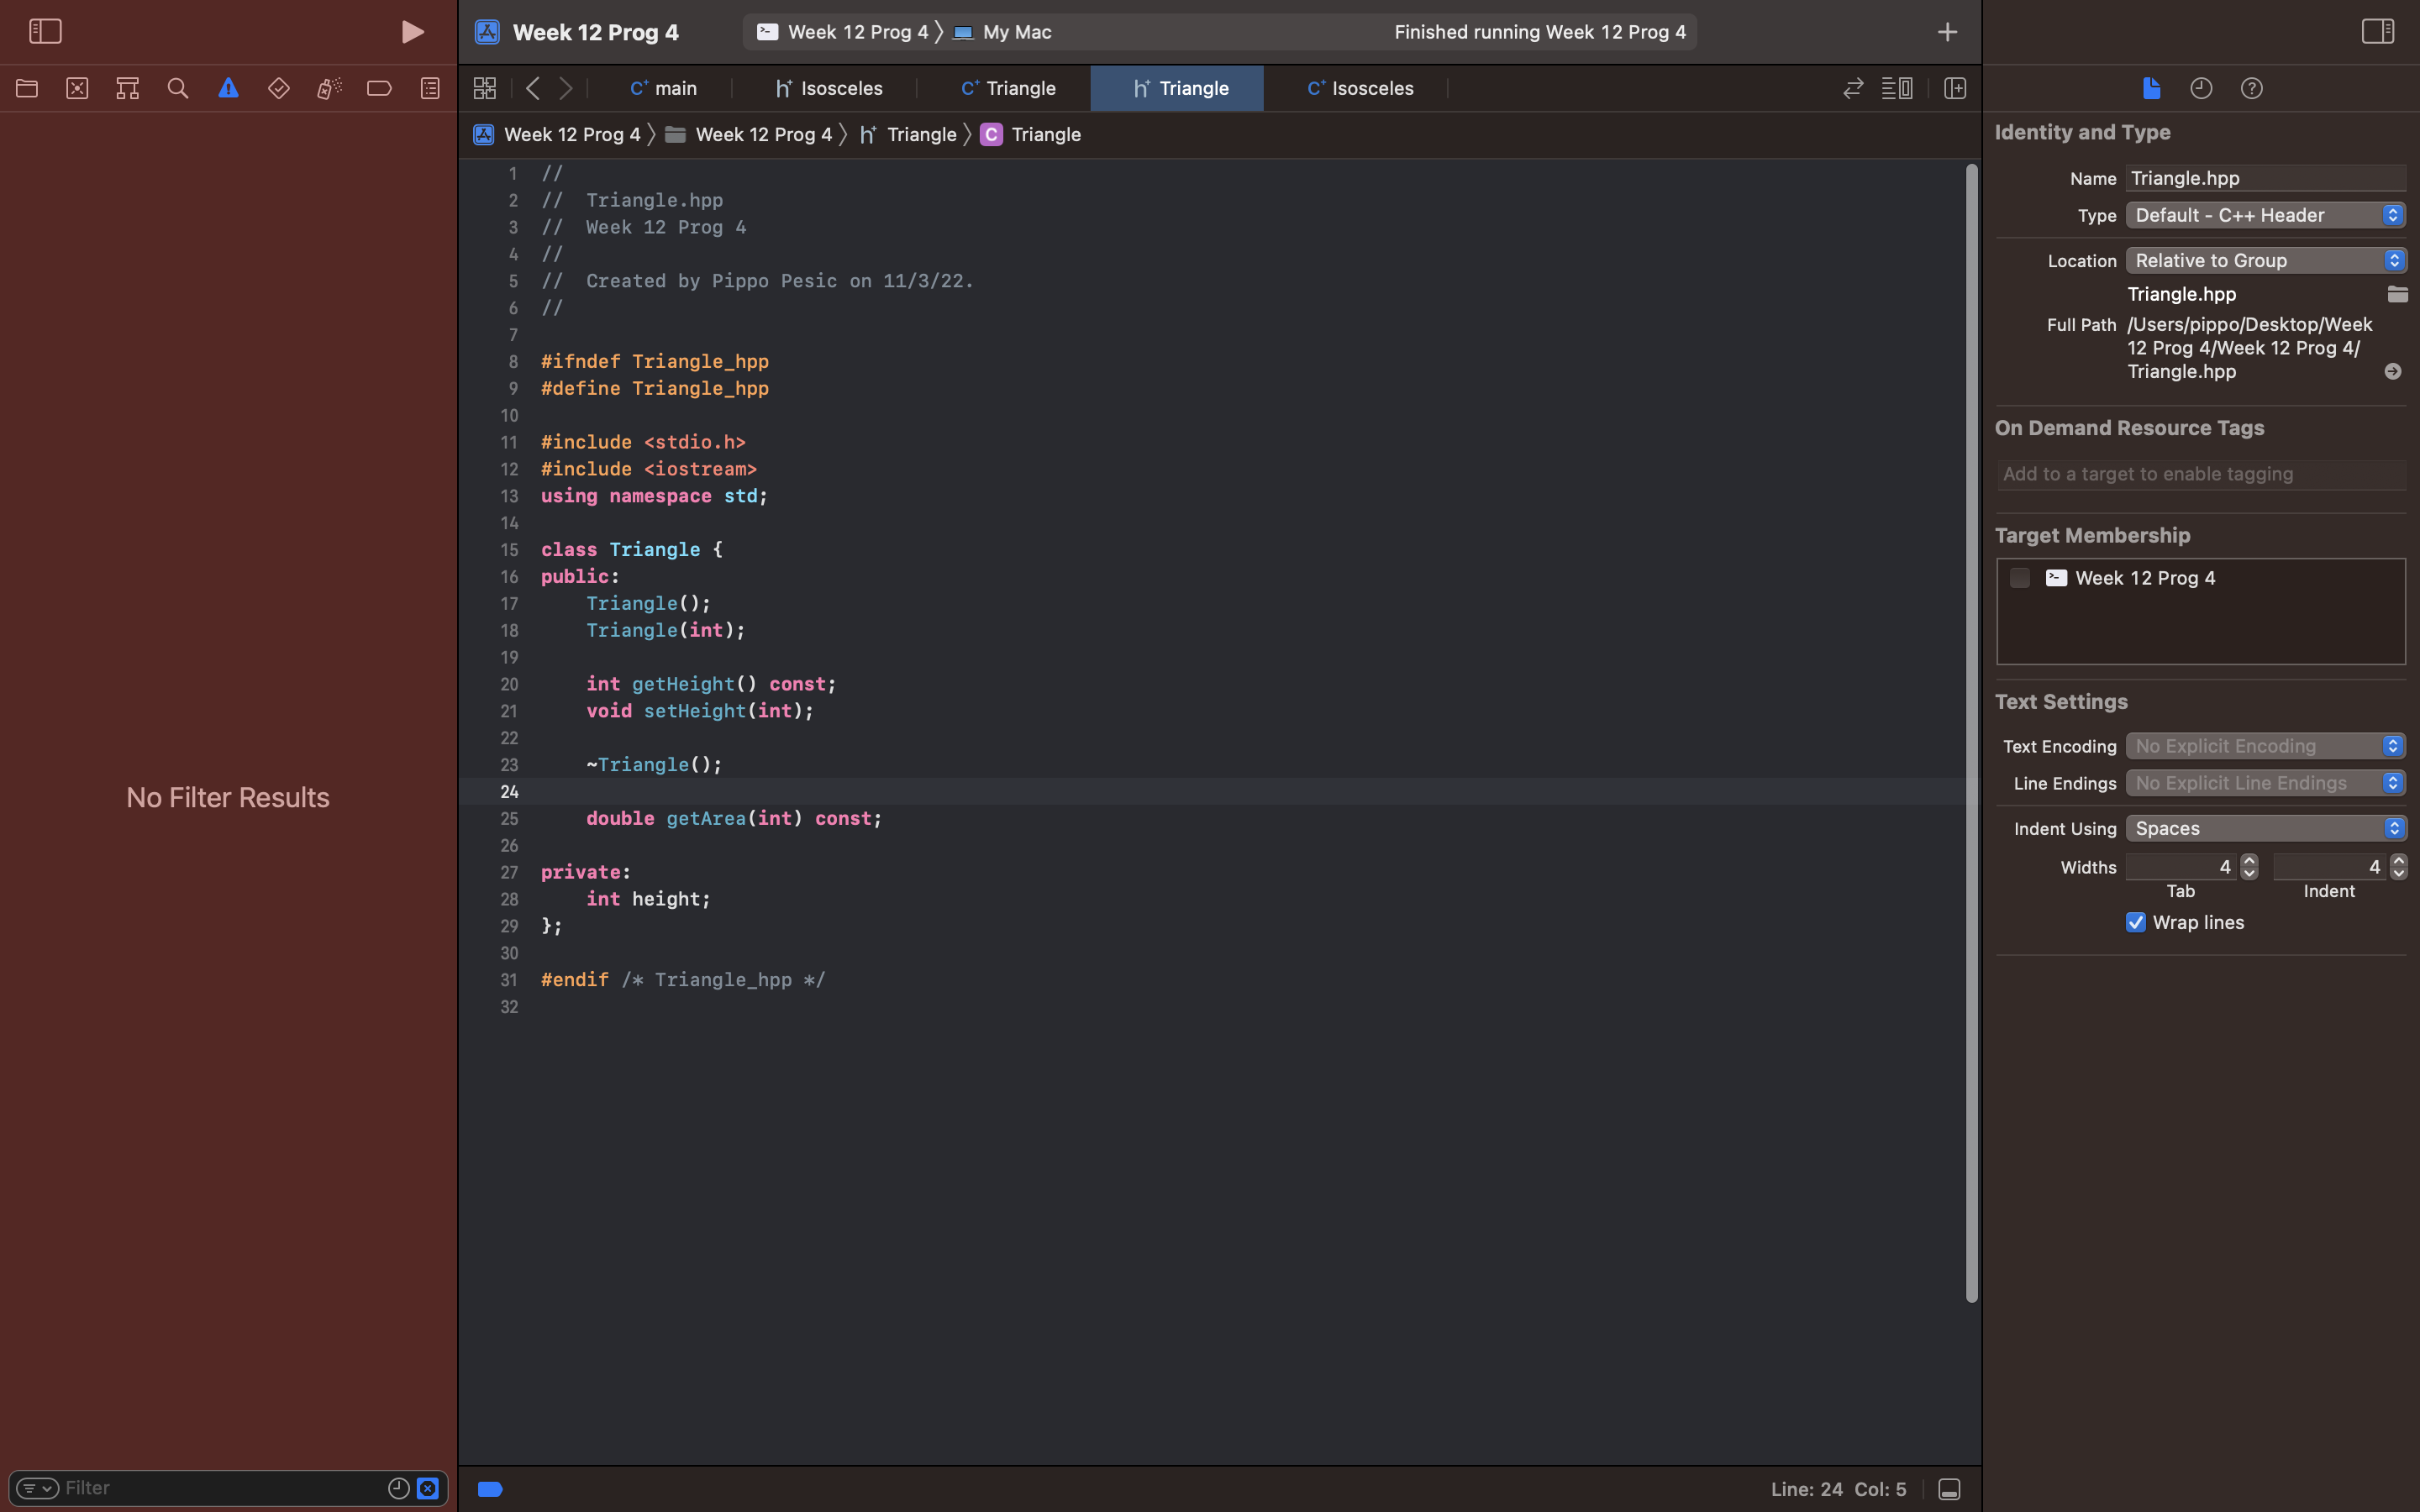 Week 12 Prog 4
Week 12 Prog 4 My Mac
Finished running Week 12 Prog 4
main
Isosceles
Triangle
Triangle
Isosceles
Week 12 Prog 4 Week 12 Prog 4 Triangle C Triangle
1 //
2 //  Triangle.hpp
3 //  Week 12 Prog 4
4 //
5 //  Created by Pippo Pesic on 11/3/22.
6 //
7
8 #ifndef Triangle_hpp
9 #define Triangle_hpp
10
11 #include <stdio.h>
12 #include <iostream>
13 using namespace std;
14
15 class Triangle {
16 public:
17     Triangle();
18     Triangle(int);
19
20     int getHeight() const;
21     void setHeight(int);
22
23     ~Triangle();
24
25     double getArea(int) const;
26
27 private:
28     int height;
29 };
30
31 #endif /* Triangle_hpp */
32
No Filter Results
Filter
Line: 24 Col: 5
Identity and Type
Name Triangle.hpp
Type Default - C++ Header
Location Relative to Group
Triangle.hpp
Full Path /Users/pippo/Desktop/Week
12 Prog 4/Week 12 Prog 4/
Triangle.hpp
On Demand Resource Tags
Add to a target to enable tagging
Target Membership
Week 12 Prog 4
Text Settings
Text Encoding No Explicit Encoding
Line Endings No Explicit Line Endings
Indent Using Spaces
Widths 4 4
Tab Indent
Wrap lines